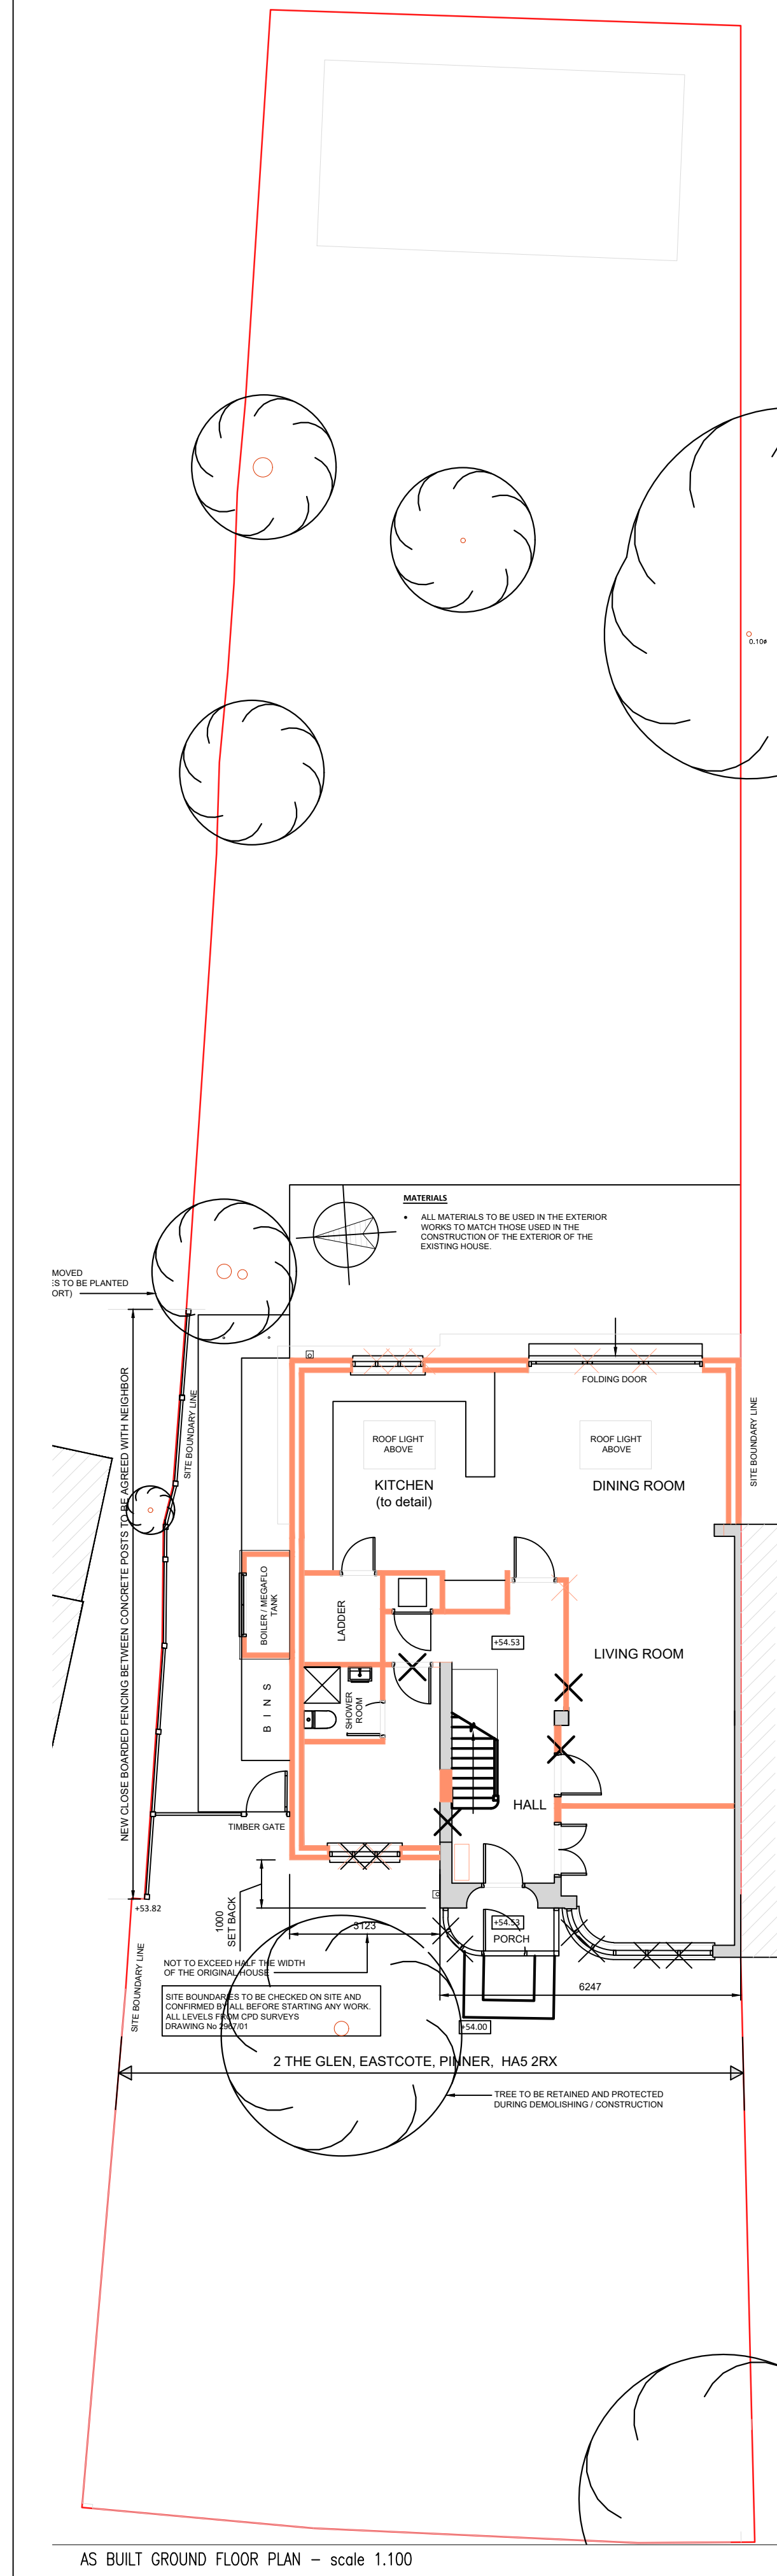 0.10ø
MATERIALS
• ALL MATERIALS TO BE USED IN THE EXTERIOR
WORKS TO MATCH THOSE USED IN THE
CONSTRUCTION OF THE EXTERIOR OF THE
EXISTING HOUSE.
MOVED
ES TO BE PLANTED
ORT)
NEW CLOSE BOARDED FENCING BETWEEN CONCRETE POSTS TO BE AGREED WITH NEIGHBOR
SITE BOUNDARY LINE
FOLDING DOOR
SITE BOUNDARY LINE
ROOF LIGHT
ABOVE
ROOF LIGHT
ABOVE
KITCHEN
(to detail)
DINING ROOM
BOILER / MEGAFLO
TANK
LADDER
+54.53
LIVING ROOM
BINS
SHOWER
ROOM
HALL
TIMBER GATE
+53.82
1000
SET BACK
3123
+54.53
PORCH
SITE BOUNDARY LINE
NOT TO EXCEED HALF THE WIDTH
OF THE ORIGINAL HOUSE
6247
SITE BOUNDARIES TO BE CHECKED ON SITE AND
CONFIRMED BY ALL BEFORE STARTING ANY WORK.
ALL LEVELS FROM CPD SURVEYS
DRAWING No 2967/01
+54.00
2 THE GLEN, EASTCOTE, PINNER, HA5 2RX
TREE TO BE RETAINED AND PROTECTED
DURING DEMOLISHING / CONSTRUCTION
AS BUILT GROUND FLOOR PLAN – scale 1.100